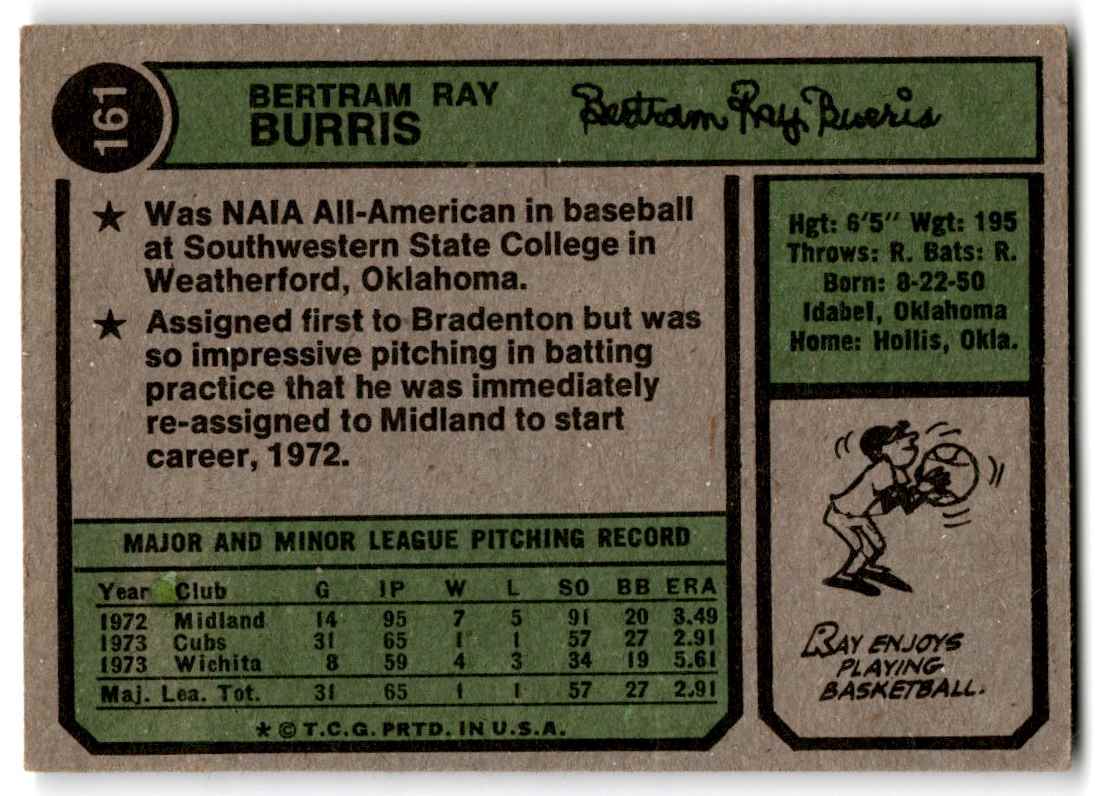 161
BERTRAM RAY
BURRIS
Bertram Ray Burris
★ Was NAIA All-American in baseball
at Southwestern State College in
Weatherford, Oklahoma.
★ Assigned first to Bradenton but was
so impressive pitching in batting
practice that he was immediately
re-assigned to Midland to start
career, 1972.
Hgt: 6'5" Wgt: 195
Throws: R. Bats: R.
Born: 8-22-50
Idabel, Oklahoma
Home: Hollis, Okla.
RAY ENJOYS
PLAYING
BASKETBALL.
MAJOR AND MINOR LEAGUE PITCHING RECORD
Year Club G IP W L SO BB ERA
1972 Midland 14 95 7 5 91 20 3.49
1973 Cubs 31 65 1 1 57 27 2.91
1973 Wichita 8 59 4 3 34 19 5.61
Maj. Lea. Tot. 31 65 1 1 57 27 2.91
* © T.C.G. PRTD. IN U.S.A.